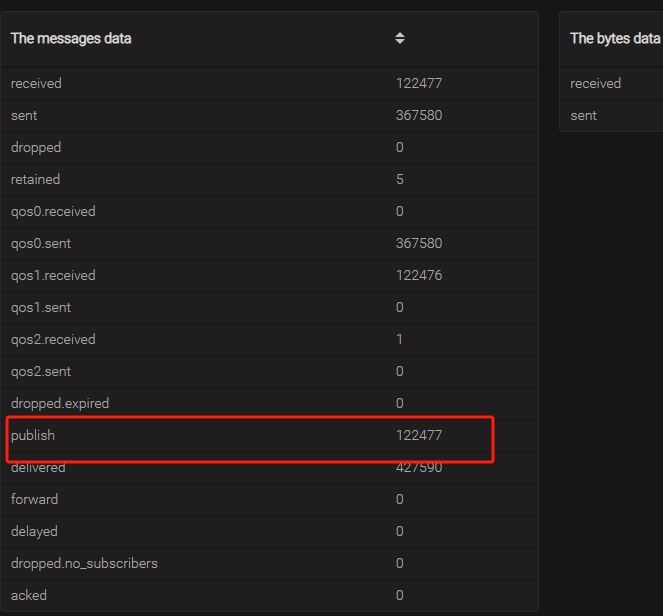 The messages data
received 122477
sent 367580
dropped 0
retained 5
qos0.received 0
qos0.sent 367580
qos1.received 122476
qos1.sent 0
qos2.received 1
qos2.sent 0
dropped.expired 0
publish 122477
delivered 427590
forward 0
delayed 0
dropped.no_subscribers 0
acked 0
The bytes data
received
sent